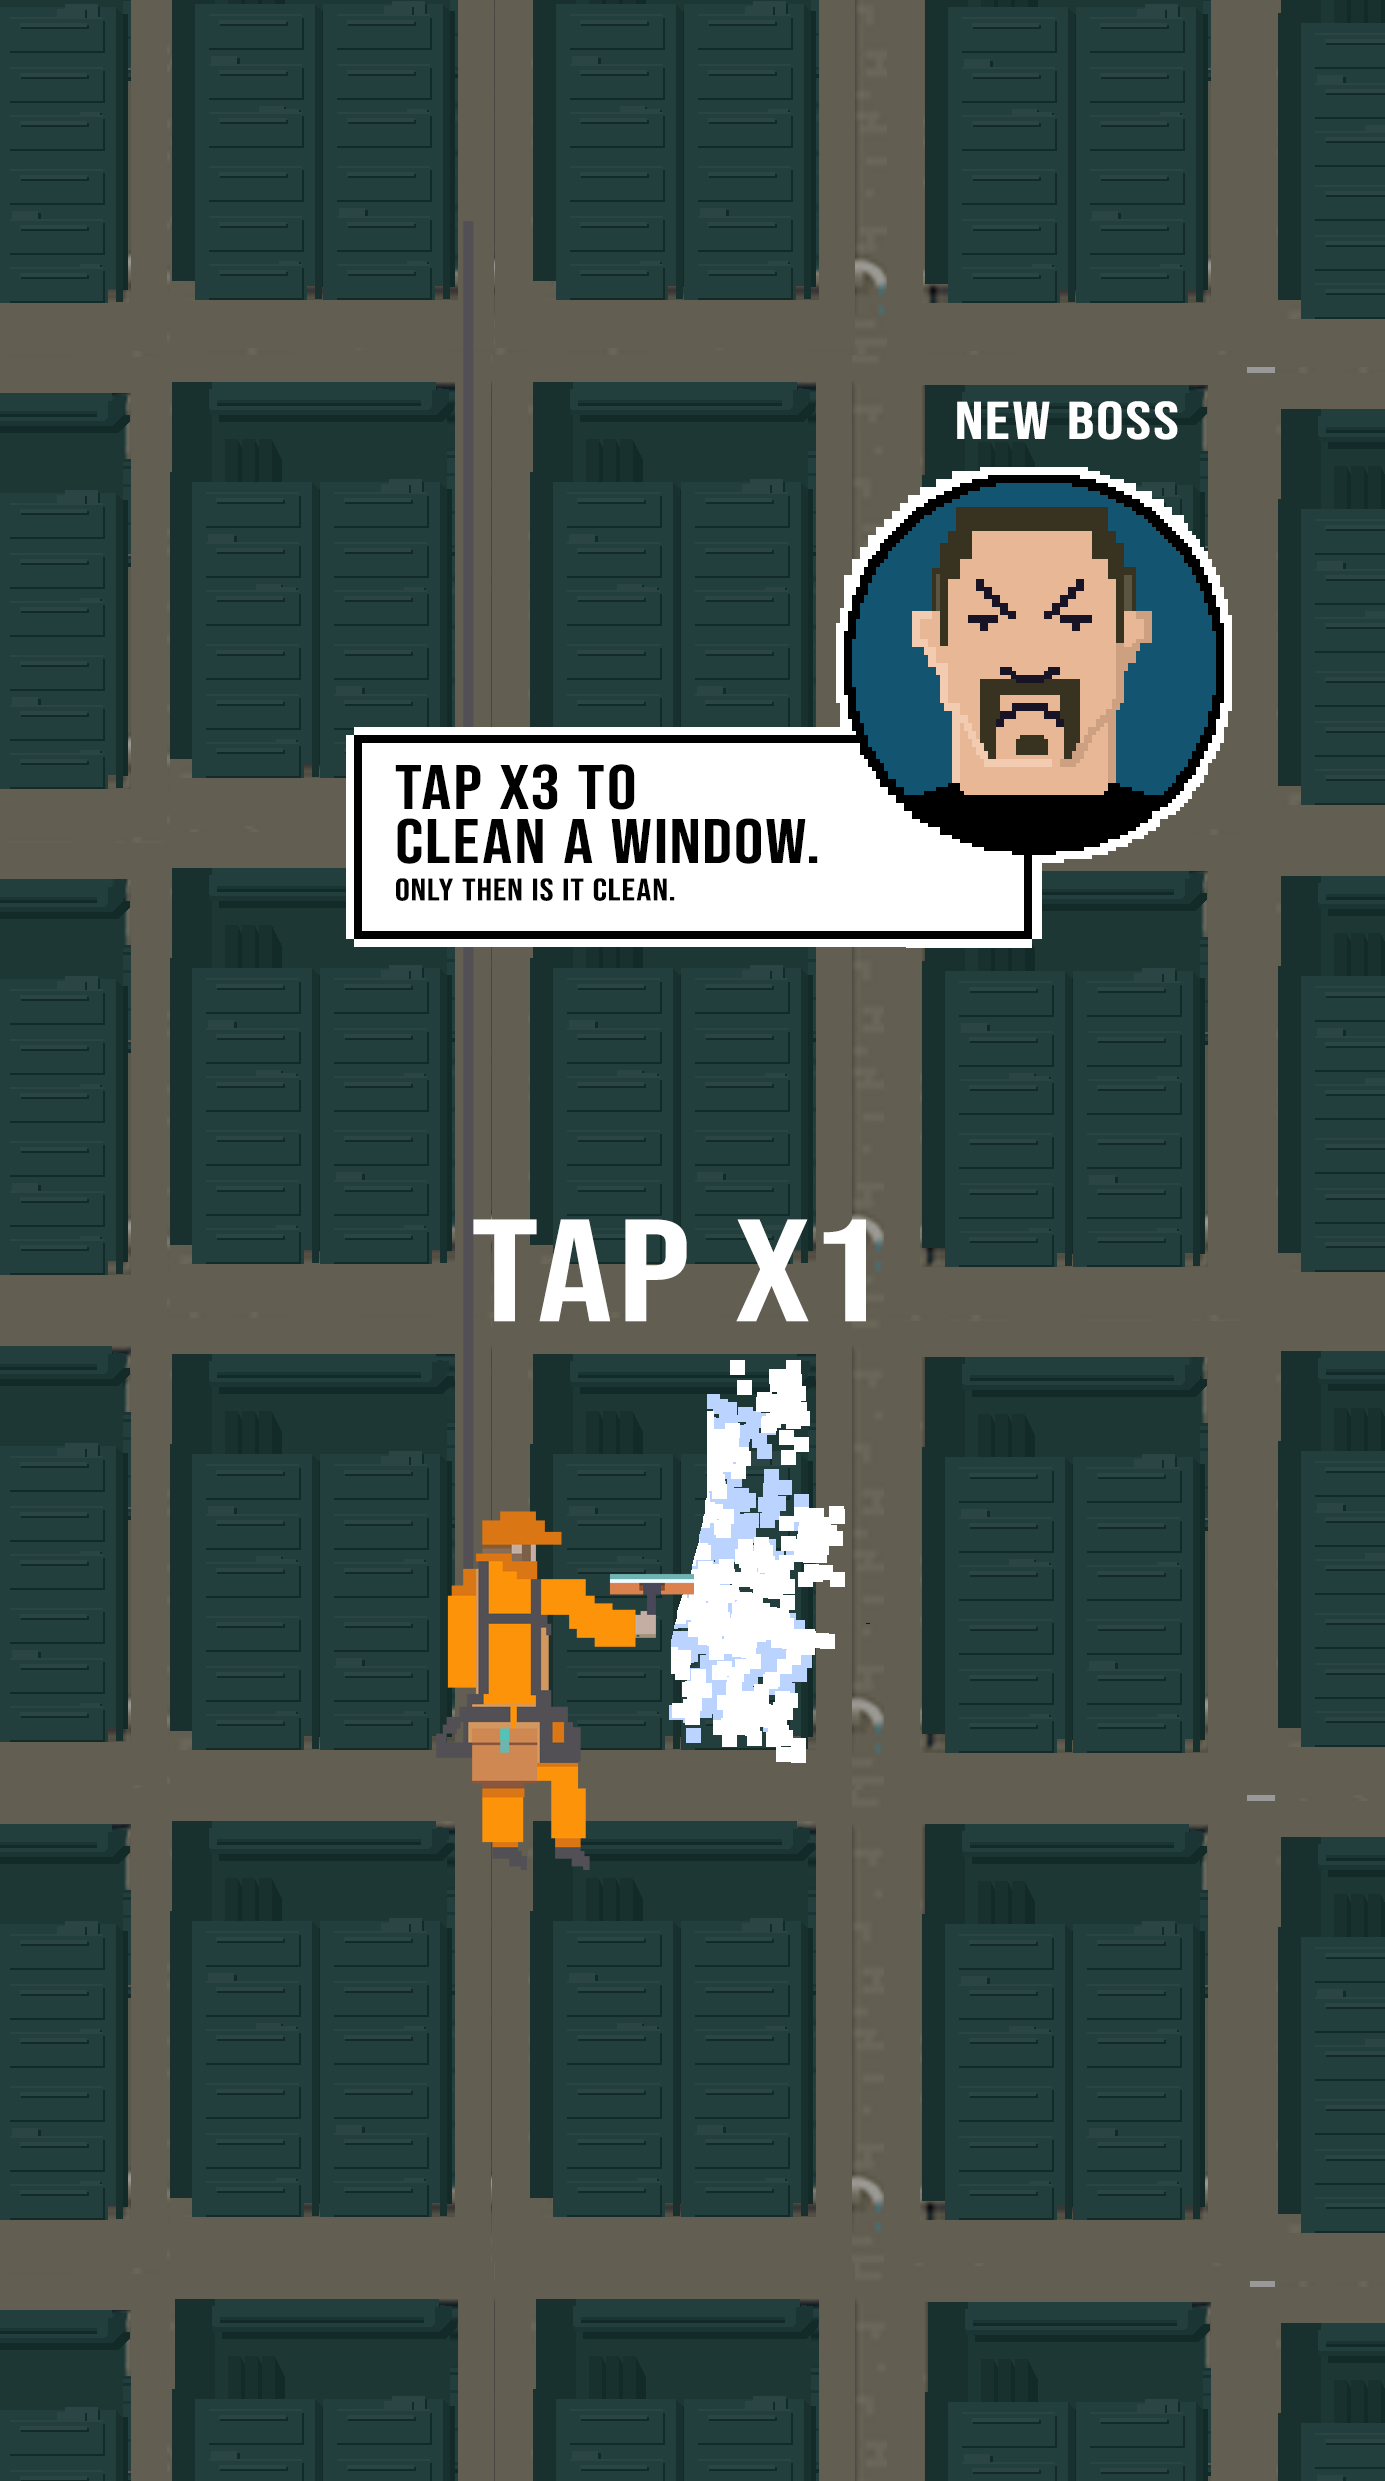 NEW BOSS
TAP X3 TO
CLEAN A WINDOW.
ONLY THEN IS IT CLEAN.
TAP X1